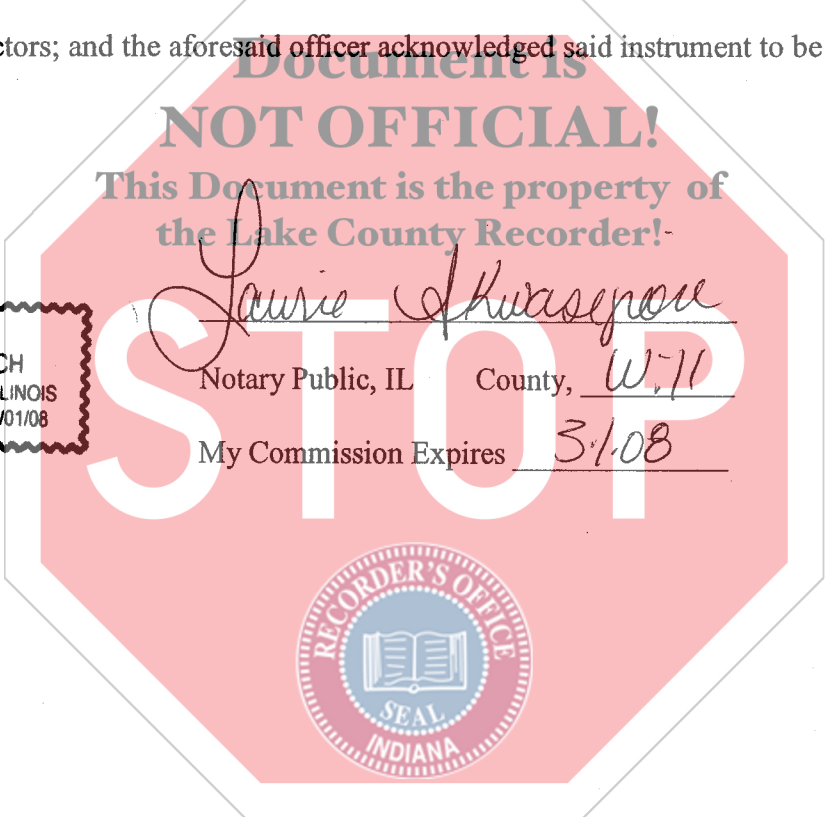 ctors; and the aforesaid officer acknowledged said instrument to be
Document is
NOT OFFICIAL!
This Document is the property of
the Lake County Recorder!
Laurie
CH
LINOIS
/01/08
Notary Public, IL County, Will
My Commission Expires 3/1/08
STOP
RECORDER'S OFFICE
SEAL
INDIANA